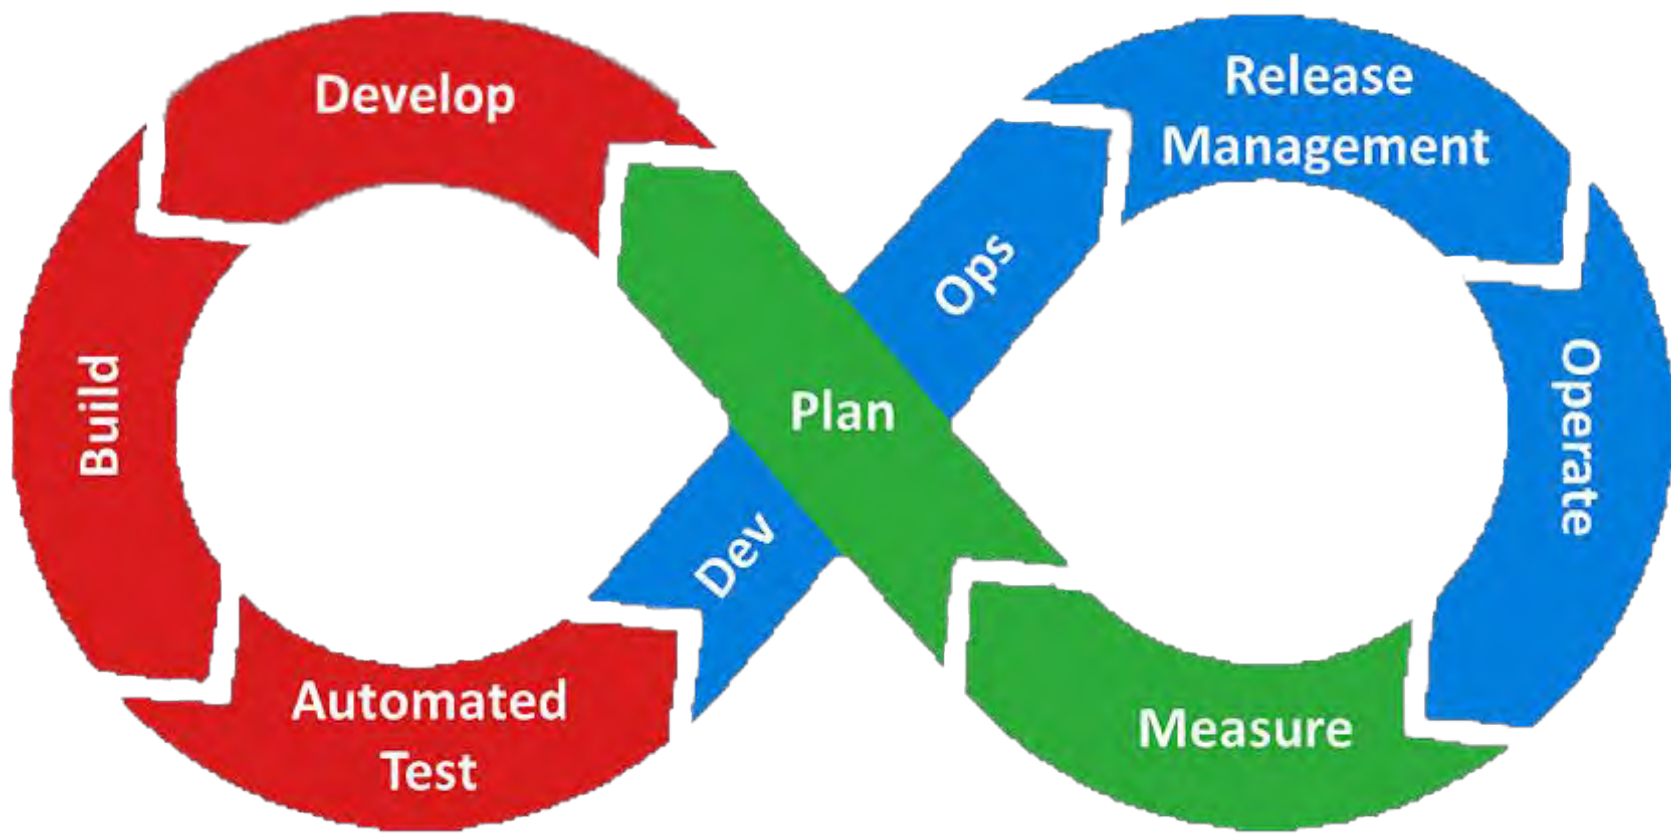 Develop
Release
Management
Ops
Build
Plan
Operate
Dev
Automated
Test
Measure